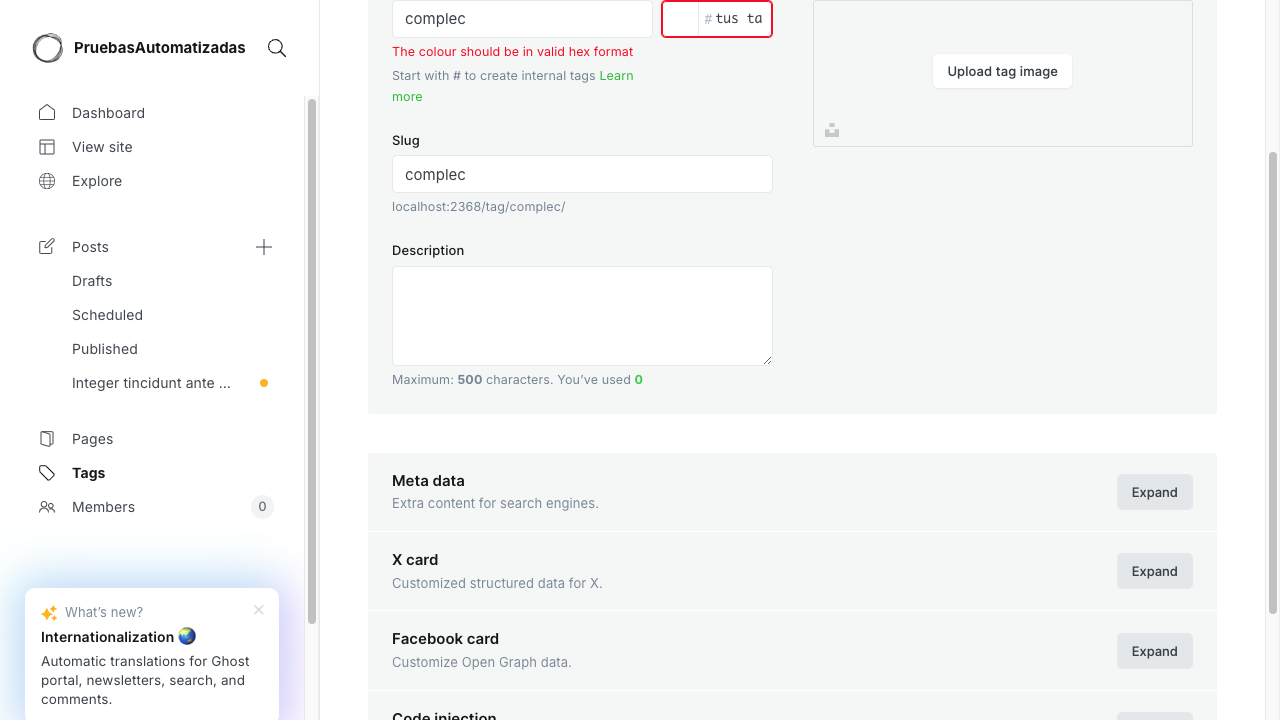 PruebasAutomatizadas
Dashboard
View site
Explore
Posts
Drafts
Scheduled
Published
Integer tincidunt ante ...
Pages
Tags
Members
0
What's new?
Internationalization
Automatic translations for Ghost
portal, newsletters, search, and
comments.
complec
# tus ta
The colour should be in valid hex format
Start with # to create internal tags Learn
more
Slug
complec
localhost:2368/tag/complec/
Description
Maximum: 500 characters. You've used 0
Upload tag image
Meta data
Extra content for search engines.
Expand
X card
Customized structured data for X.
Expand
Facebook card
Customize Open Graph data.
Expand
Code injection